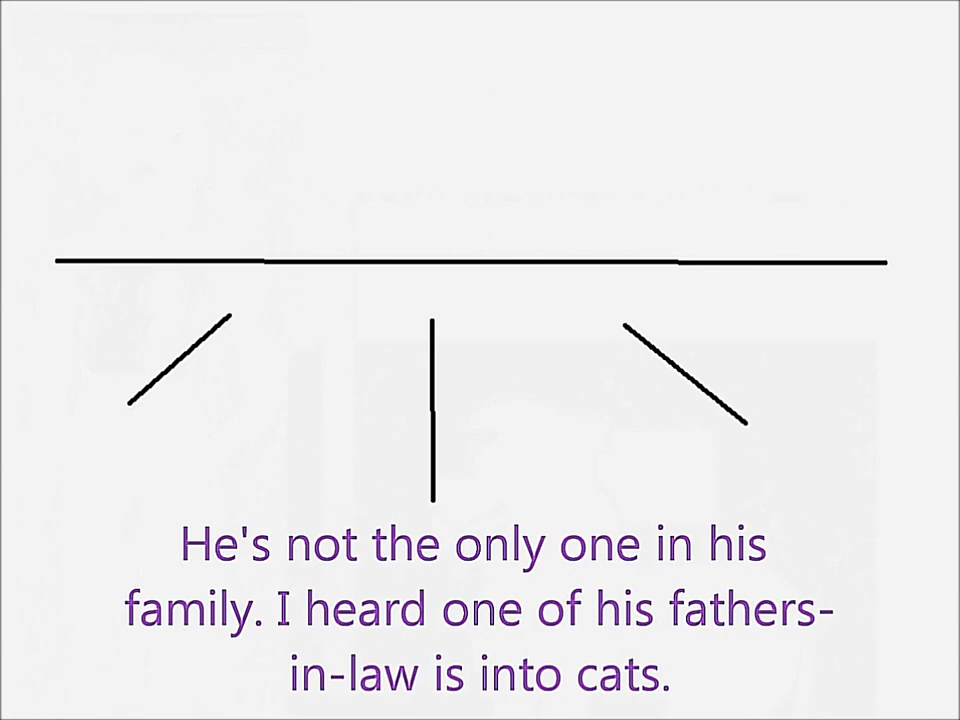 He's not the only one in his
family. I heard one of his fathers-
in-law is into cats.